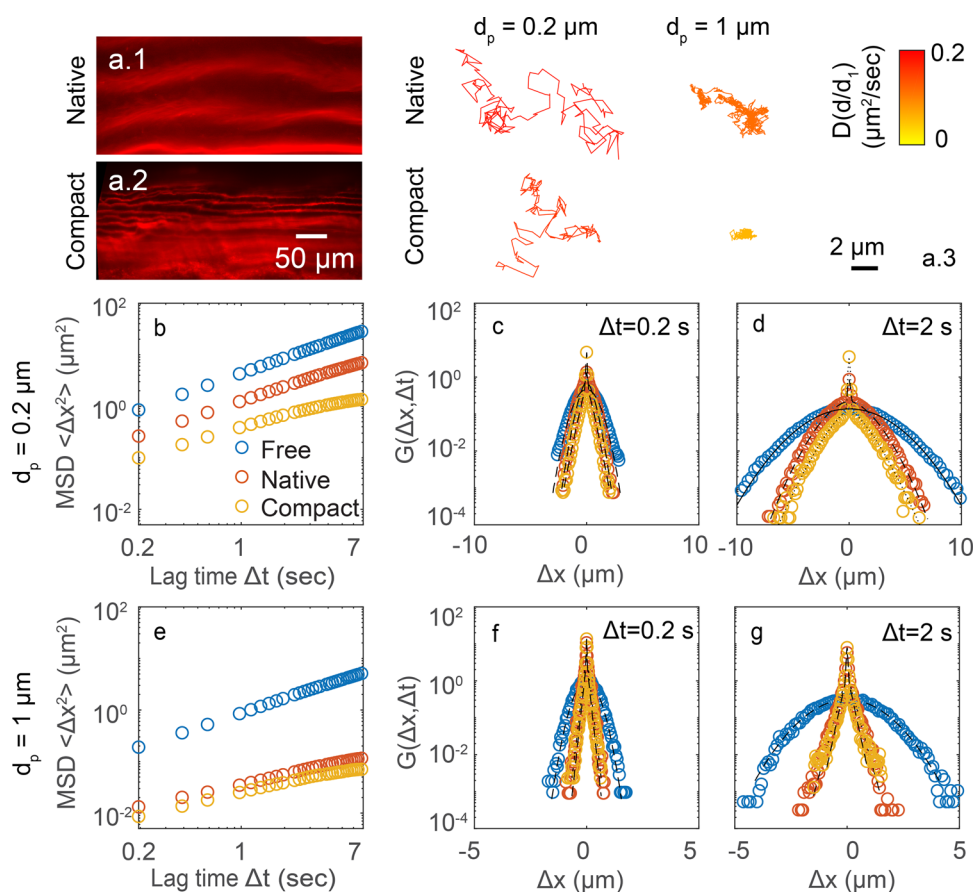 a.1
Native
a.2
Compact
50 μm
dₚ = 0.2 μm
dₚ = 1 μm
Native
Compact
0.2
0
D(d/d₁)
(μm²/sec)
2 μm
a.3
dₚ = 0.2 μm
b
10²
10⁰
10⁻²
MSD <Δx²> (μm²)
Free
Native
Compact
0.2
1
7
Lag time Δt (sec)
c
Δt=0.2 s
10²
10⁰
10⁻²
10⁻⁴
G(Δx,Δt)
-10
0
10
Δx (μm)
d
Δt=2 s
-10
0
10
Δx (μm)
dₚ = 1 μm
e
10²
10⁰
10⁻²
MSD <Δx²> (μm²)
0.2
1
7
Lag time Δt (sec)
f
Δt=0.2 s
10²
10⁰
10⁻²
10⁻⁴
G(Δx,Δt)
-5
0
5
Δx (μm)
g
Δt=2 s
-5
0
5
Δx (μm)